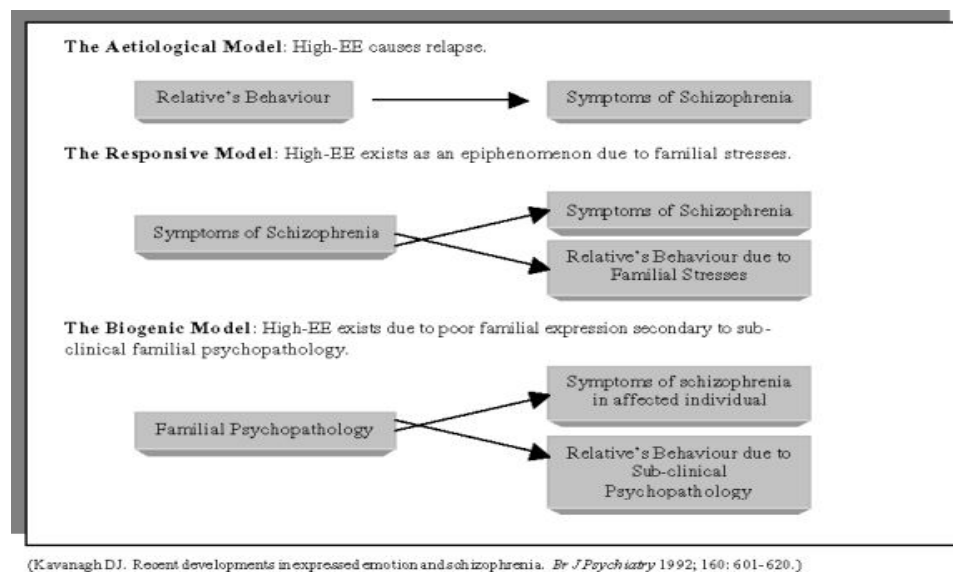 The Aetiological Model: High-EE causes relapse.
Relative's Behaviour
Symptoms of Schizophrenia
The Responsive Model: High-EE exists as an epiphenomenon due to familial stresses.
Symptoms of Schizophrenia
Symptoms of Schizophrenia
Relative's Behaviour due to
Familial Stresses
The Biogenic Model: High-EE exists due to poor familial expression secondary to sub-
clinical familial psychopathology.
Familial Psychopathology
Symptoms of schizophrenia
in affected individual
Relative's Behaviour due to
Sub-clinical
Psychopathology
(Kavanagh DJ. Recent developments in expressed emotion and schizophrenia. Br J Psychiatry 1992; 160: 601-620.)